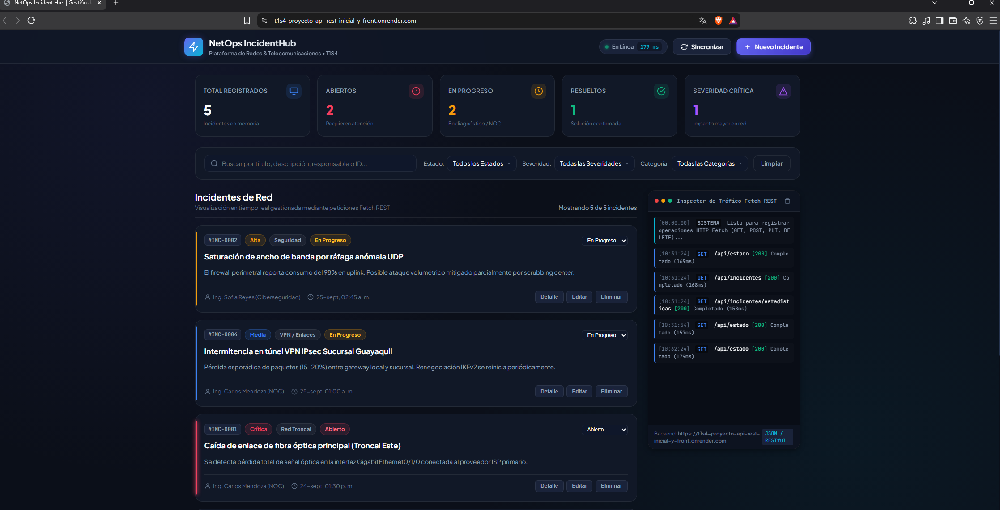 NetOps Incident Hub | Gestión d
t1s4-proyecto-api-rest-inicial-y-front.onrender.com
NetOps IncidentHub
Plataforma de Redes & Telecomunicaciones • T1S4
En Línea 179 ms
Sincronizar
+ Nuevo Incidente
TOTAL REGISTRADOS
5
Incidentes en memoria
ABIERTOS
2
Requieren atención
EN PROGRESO
2
En diagnóstico / NOC
RESUELTOS
1
Solución confirmada
SEVERIDAD CRÍTICA
1
Impacto mayor en red
Buscar por título, descripción, responsable o ID...
Estado: Todos los Estados
Severidad: Todas las Severidades
Categoría: Todas las Categorías
Limpiar
Incidentes de Red
Visualización en tiempo real gestionada mediante peticiones Fetch REST
Mostrando 5 de 5 incidentes
#INC-0002 Alta Seguridad En Progreso
En Progreso
Saturación de ancho de banda por ráfaga anómala UDP
El firewall perimetral reporta consumo del 98% en uplink. Posible ataque volumétrico mitigado parcialmente por scrubbing center.
Ing. Sofía Reyes (Ciberseguridad) 25-sept, 02:45 a. m.
Detalle Editar Eliminar
#INC-0004 Media VPN / Enlaces En Progreso
En Progreso
Intermitencia en túnel VPN IPsec Sucursal Guayaquil
Pérdida esporádica de paquetes (15-20%) entre gateway local y sucursal. Renegociación IKEv2 se reinicia periódicamente.
Ing. Carlos Mendoza (NOC) 25-sept, 01:00 a. m.
Detalle Editar Eliminar
#INC-0001 Crítica Red Troncal Abierto
Abierto
Caída de enlace de fibra óptica principal (Troncal Este)
Se detecta pérdida total de señal óptica en la interfaz GigabitEthernet0/1/0 conectada al proveedor ISP primario.
Ing. Carlos Mendoza (NOC) 24-sept, 01:30 p. m.
Detalle Editar Eliminar
Inspector de Tráfico Fetch REST
[00:00:00] SISTEMA Listo para registrar
operaciones HTTP Fetch (GET, POST, PUT, DE
LETE)...
[10:31:24] GET /api/estado [200] Comple
tado (169ms)
[10:31:24] GET /api/incidentes [200] Co
mpletado (168ms)
[10:31:24] GET /api/incidentes/estadist
icas [200] Completado (158ms)
[10:31:54] GET /api/estado [200] Comple
tado (157ms)
[10:32:24] GET /api/estado [200] Comple
tado (179ms)
Backend: https://t1s4-proyecto-api-rest-
inicial-y-front.onrender.com
JSON /
RESTful